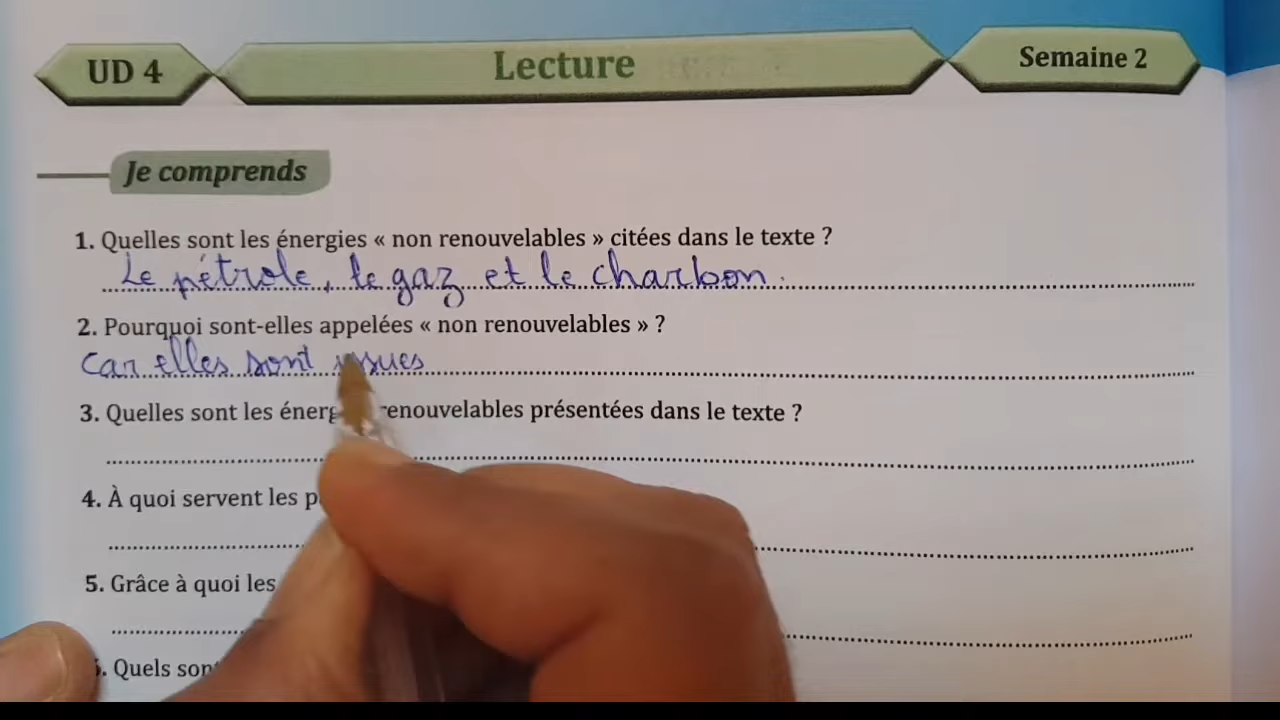 UD 4
Lecture
Semaine 2
Je comprends
1. Quelles sont les énergies « non renouvelables » citées dans le texte ?
Le pétrole, le gaz et le charbon.
2. Pourquoi sont-elles appelées « non renouvelables » ?
Car elles sont issues
3. Quelles sont les énerg renouvelables présentées dans le texte ?
4. À quoi servent les p
5. Grâce à quoi les
. Quels son